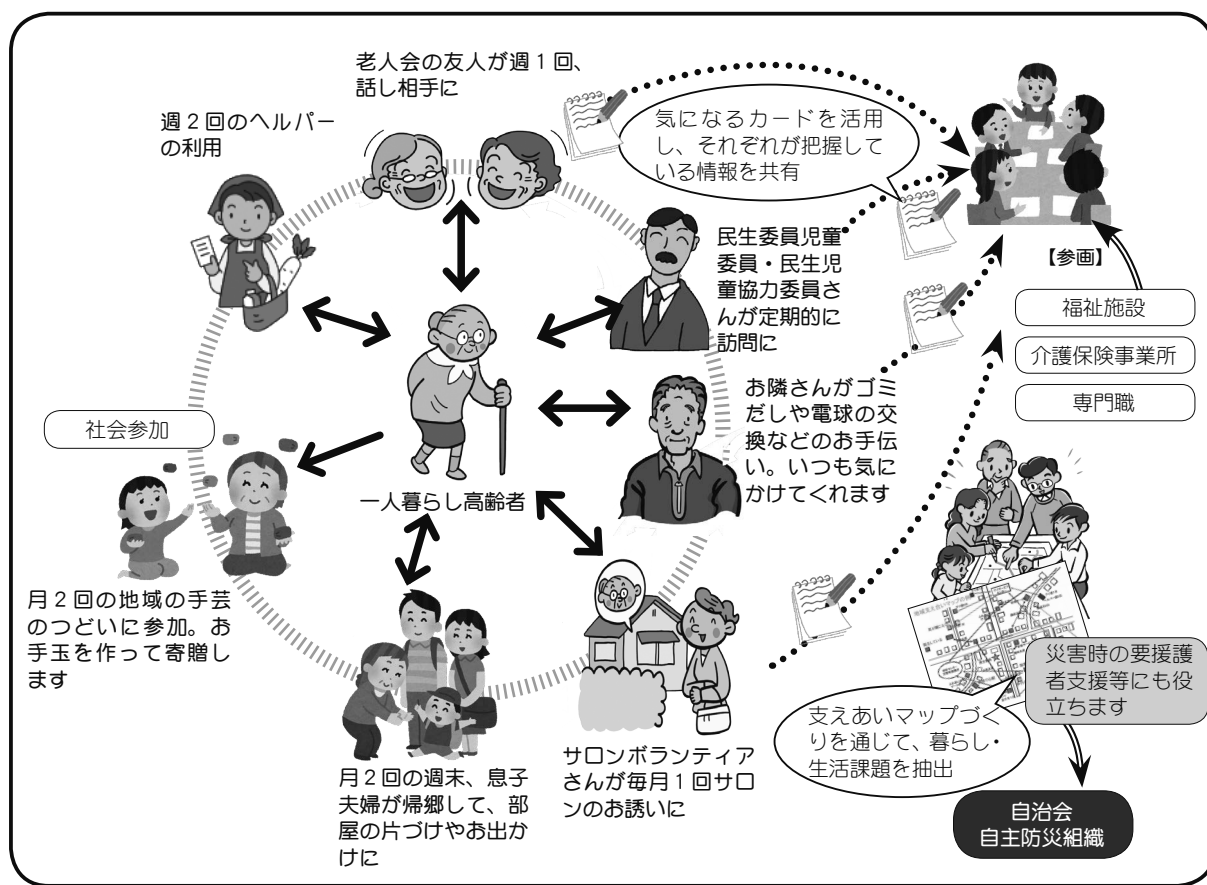 老人会の友人が週1回、
話し相手に
週2回のヘルパー
の利用
気になるカードを活用
し、それぞれが把握して
いる情報を共有
民生委員児童
委員・民生児
童協力委員さ
んが定期的に
訪問に
【参画】
福祉施設
介護保険事業所
専門職
お隣さんがゴミ
だしや電球の交
換などのお手伝
い。いつも気に
かけてくれます
社会参加
一人暮らし高齢者
月2回の地域の手芸
のつどいに参加。お
手玉を作って寄贈し
ます
災害時の要援護
者支援等にも役
立ちます
支えあいマップづく
りを通じて、暮らし・
生活課題を抽出
サロンボランティア
さんが毎月1回サロ
ンのお誘いに
月2回の週末、息子
夫婦が帰郷して、部
屋の片づけやお出か
けに
自治会
自主防災組織